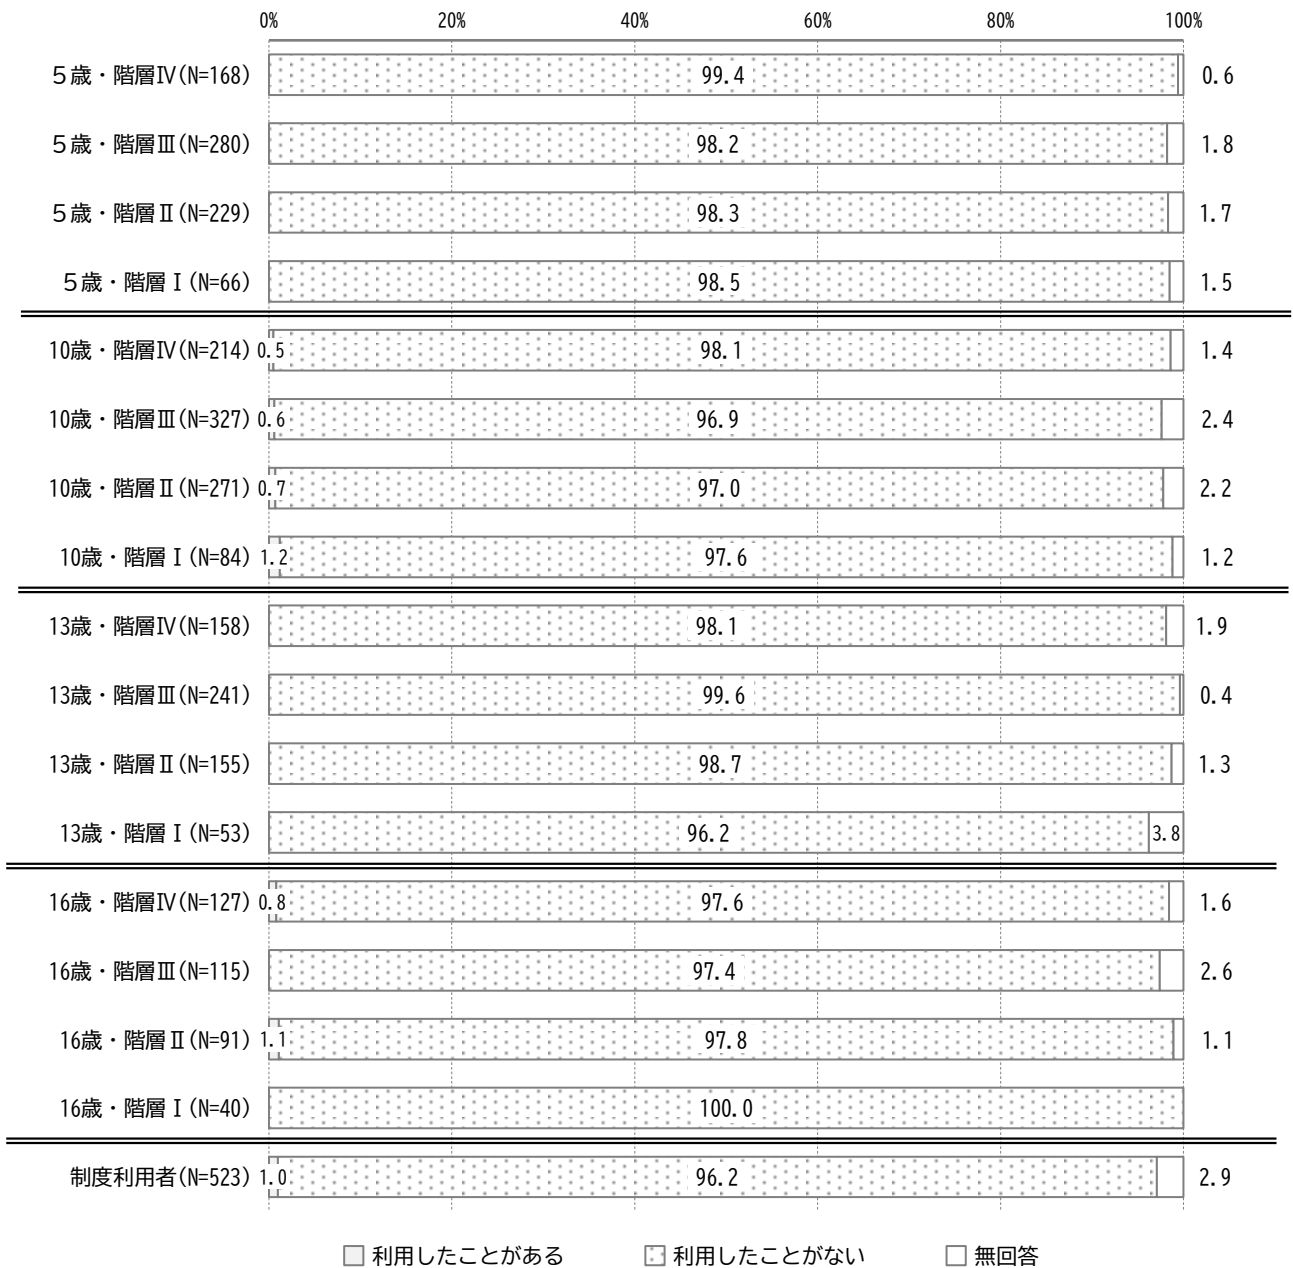 0% 20% 40% 60% 80% 100%
５歳・階層Ⅳ(N=168) 99.4 0.6
５歳・階層Ⅲ(N=280) 98.2 1.8
５歳・階層Ⅱ(N=229) 98.3 1.7
５歳・階層Ⅰ(N=66) 98.5 1.5
10歳・階層Ⅳ(N=214) 0.5 98.1 1.4
10歳・階層Ⅲ(N=327) 0.6 96.9 2.4
10歳・階層Ⅱ(N=271) 0.7 97.0 2.2
10歳・階層Ⅰ(N=84) 1.2 97.6 1.2
13歳・階層Ⅳ(N=158) 98.1 1.9
13歳・階層Ⅲ(N=241) 99.6 0.4
13歳・階層Ⅱ(N=155) 98.7 1.3
13歳・階層Ⅰ(N=53) 96.2 3.8
16歳・階層Ⅳ(N=127) 0.8 97.6 1.6
16歳・階層Ⅲ(N=115) 97.4 2.6
16歳・階層Ⅱ(N=91) 1.1 97.8 1.1
16歳・階層Ⅰ(N=40) 100.0
制度利用者(N=523) 1.0 96.2 2.9
利用したことがある 利用したことがない 無回答